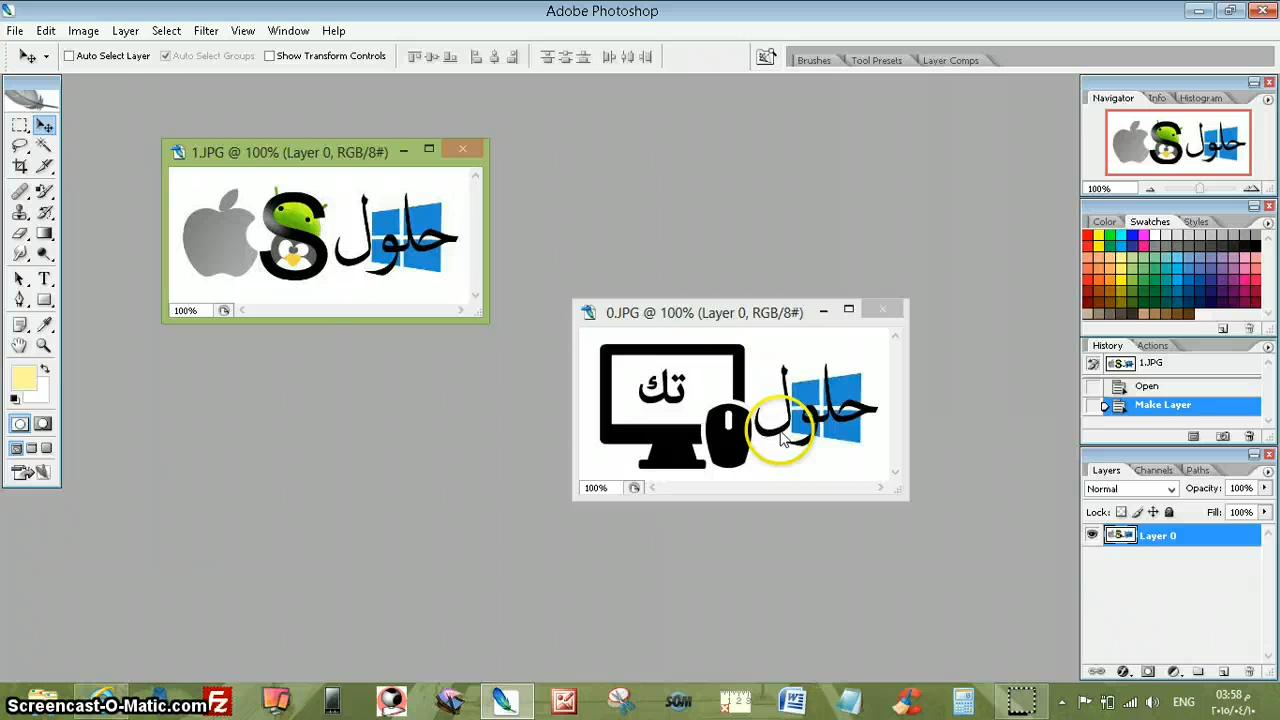 Adobe Photoshop
File Edit Image Layer Select Filter View Window Help
Auto Select Layer Auto Select Groups Show Transform Controls Brushes Tool Presets Layer Comps
Navigator Info Histogram
1.JPG @ 100% (Layer 0, RGB/8#)
S حلول
حلول S
100%
100%
Color Swatches Styles
0.JPG @ 100% (Layer 0, RGB/8#)
حلول تك
100%
History Actions
1.JPG
Open
Make Layer
Layers Channels Paths
Normal Opacity: 100%
Lock: Fill: 100%
Layer 0
Screencast-O-Matic.com
Fz
SOM
W
ENG
03:58 م
٢٠١٥/٠٤/١٠